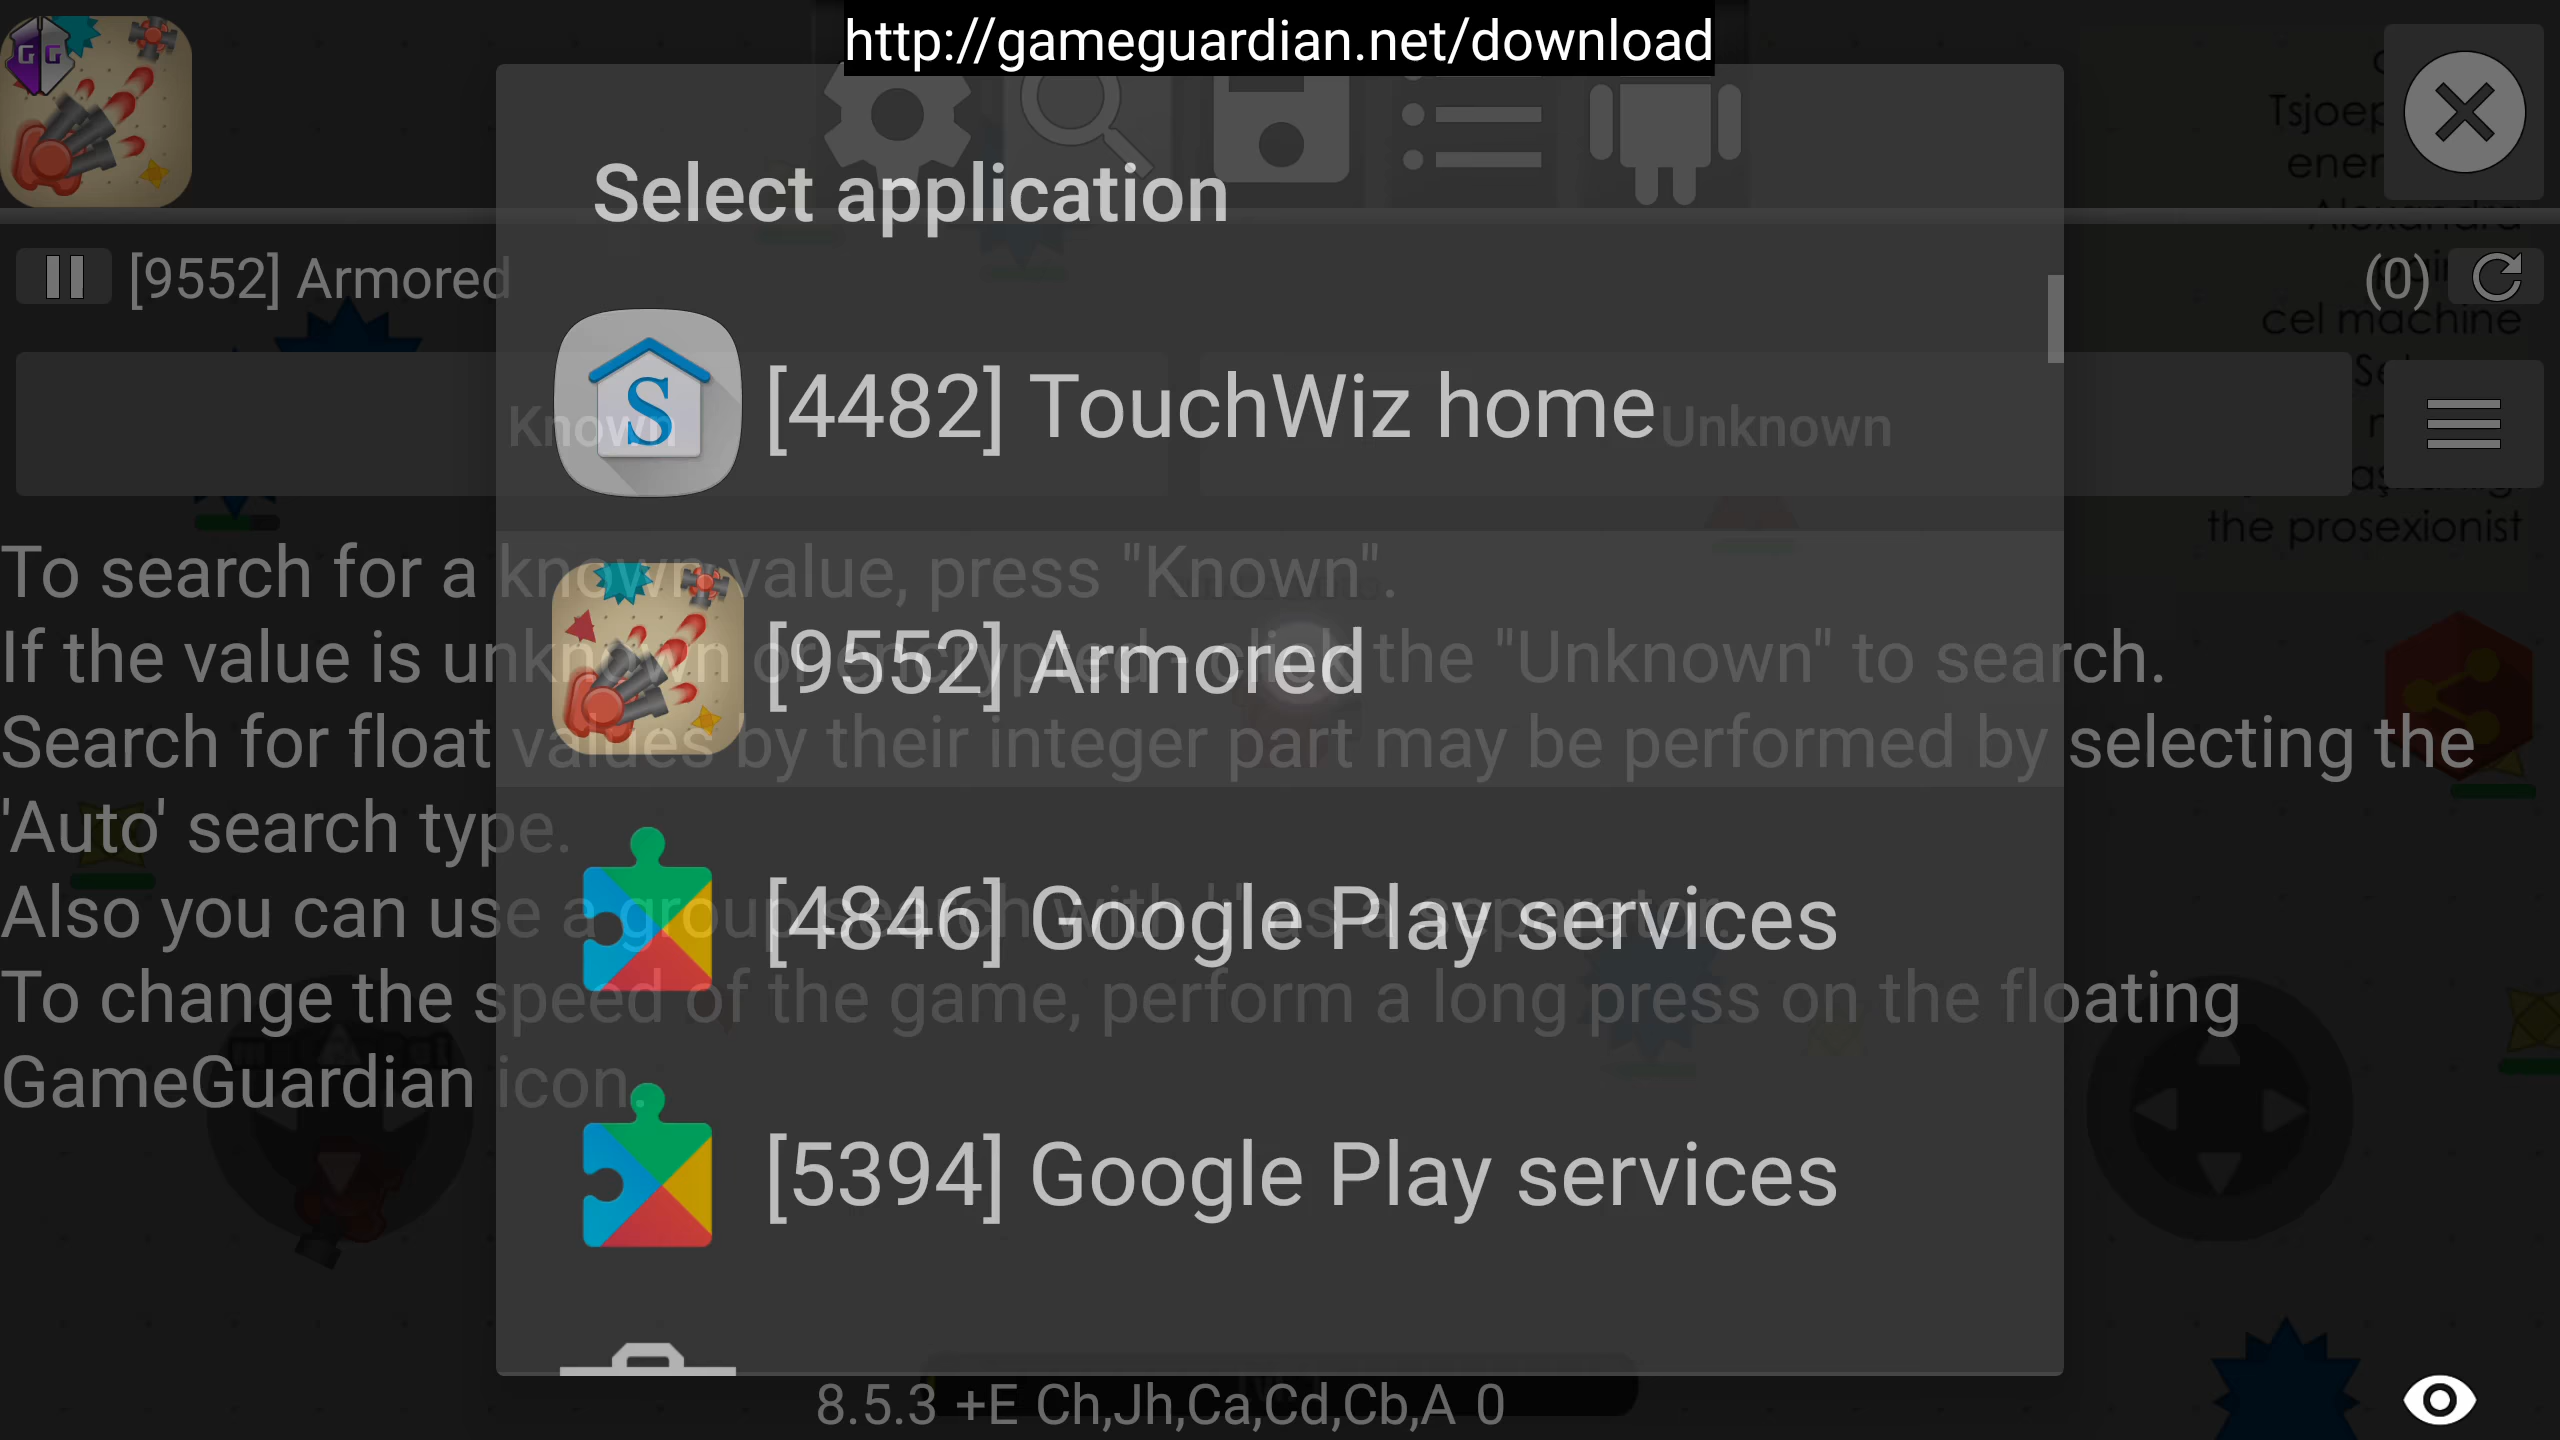 http://gameguardian.net/download
GG
Select application
[9552] Armored
(0)
Tsjoep
ener
Alexandra
cel machine
the prosexionist
Known
Unknown
[4482] TouchWiz home
S
[9552] Armored
[4846] Google Play services
[5394] Google Play services
To search for a known value, press "Known".
If the value is unknown or encrypted - click the "Unknown" to search.
Search for float values by their integer part may be performed by selecting the
'Auto' search type.
Also you can use a group search with ';' as a separator.
To change the speed of the game, perform a long press on the floating
GameGuardian icon.
8.5.3 +E Ch,Jh,Ca,Cd,Cb,A 0